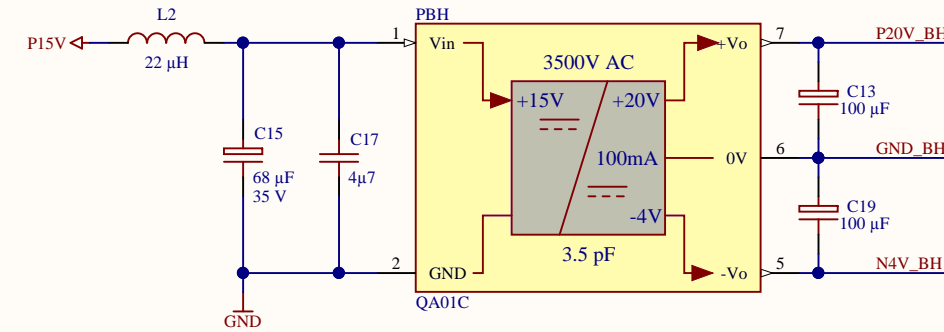 L2
P15V
22 µH
C15
68 µF
35 V
C17
4µ7
1
2
PBH
Vin
GND
3500V AC
+15V
+20V
100mA
-4V
3.5 pF
+Vo
0V
-Vo
QA01C
7
6
5
P20V_BH
C13
100 µF
GND_BH
C19
100 µF
N4V_BH
GND